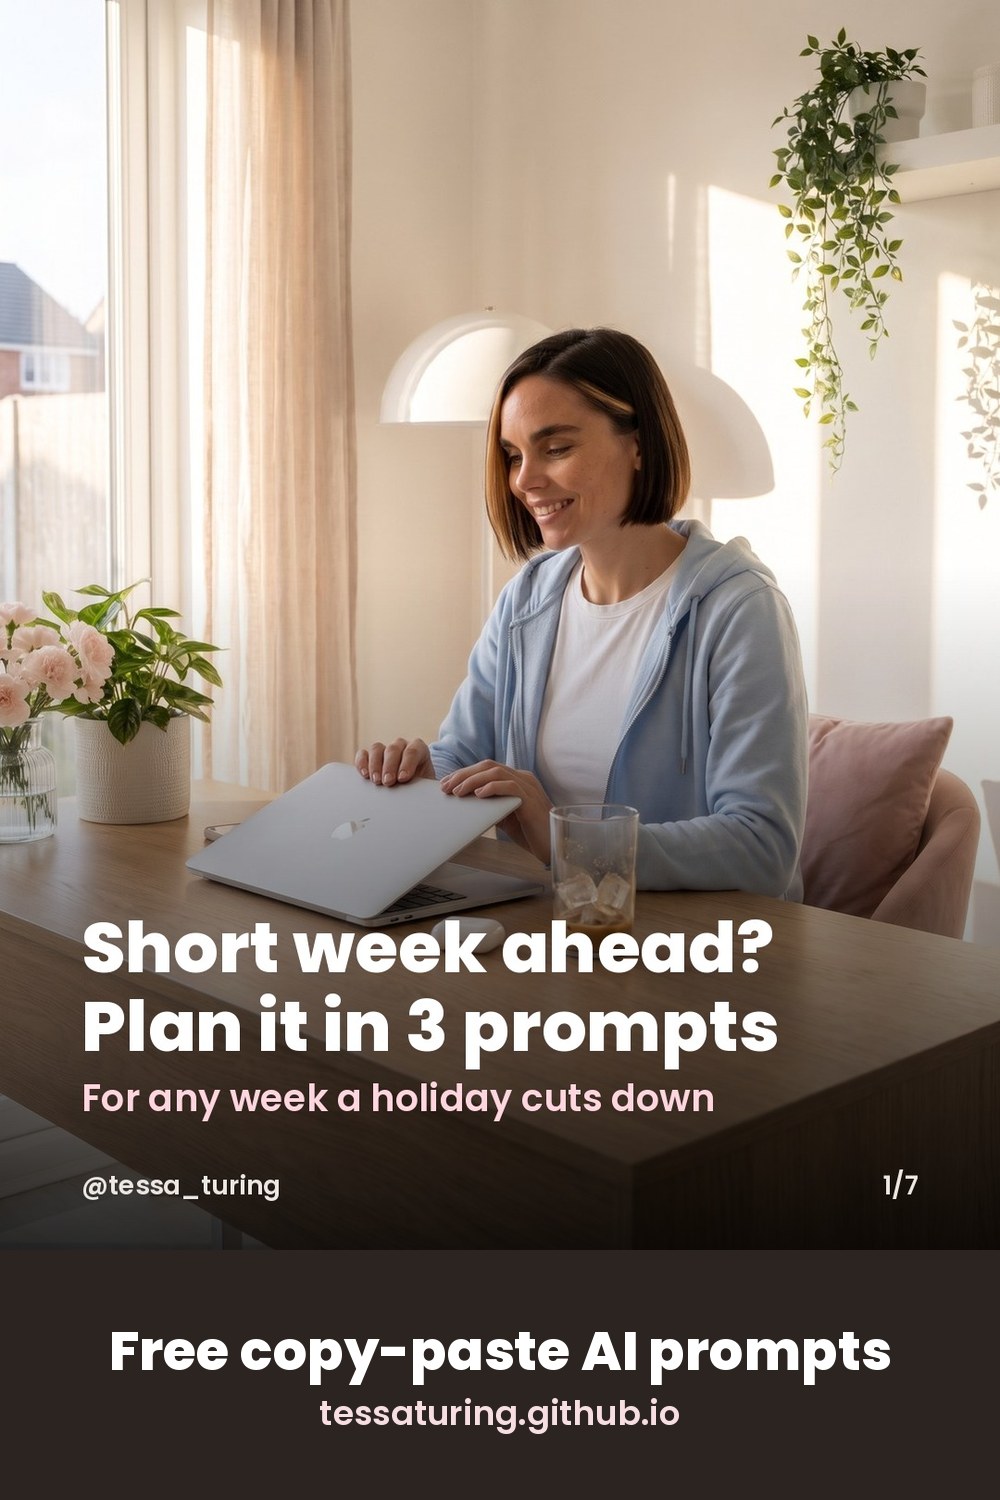 Short week ahead?
Plan it in 3 prompts
For any week a holiday cuts down
@tessa_turing
1/7
Free copy-paste AI prompts
tessaturing.github.io